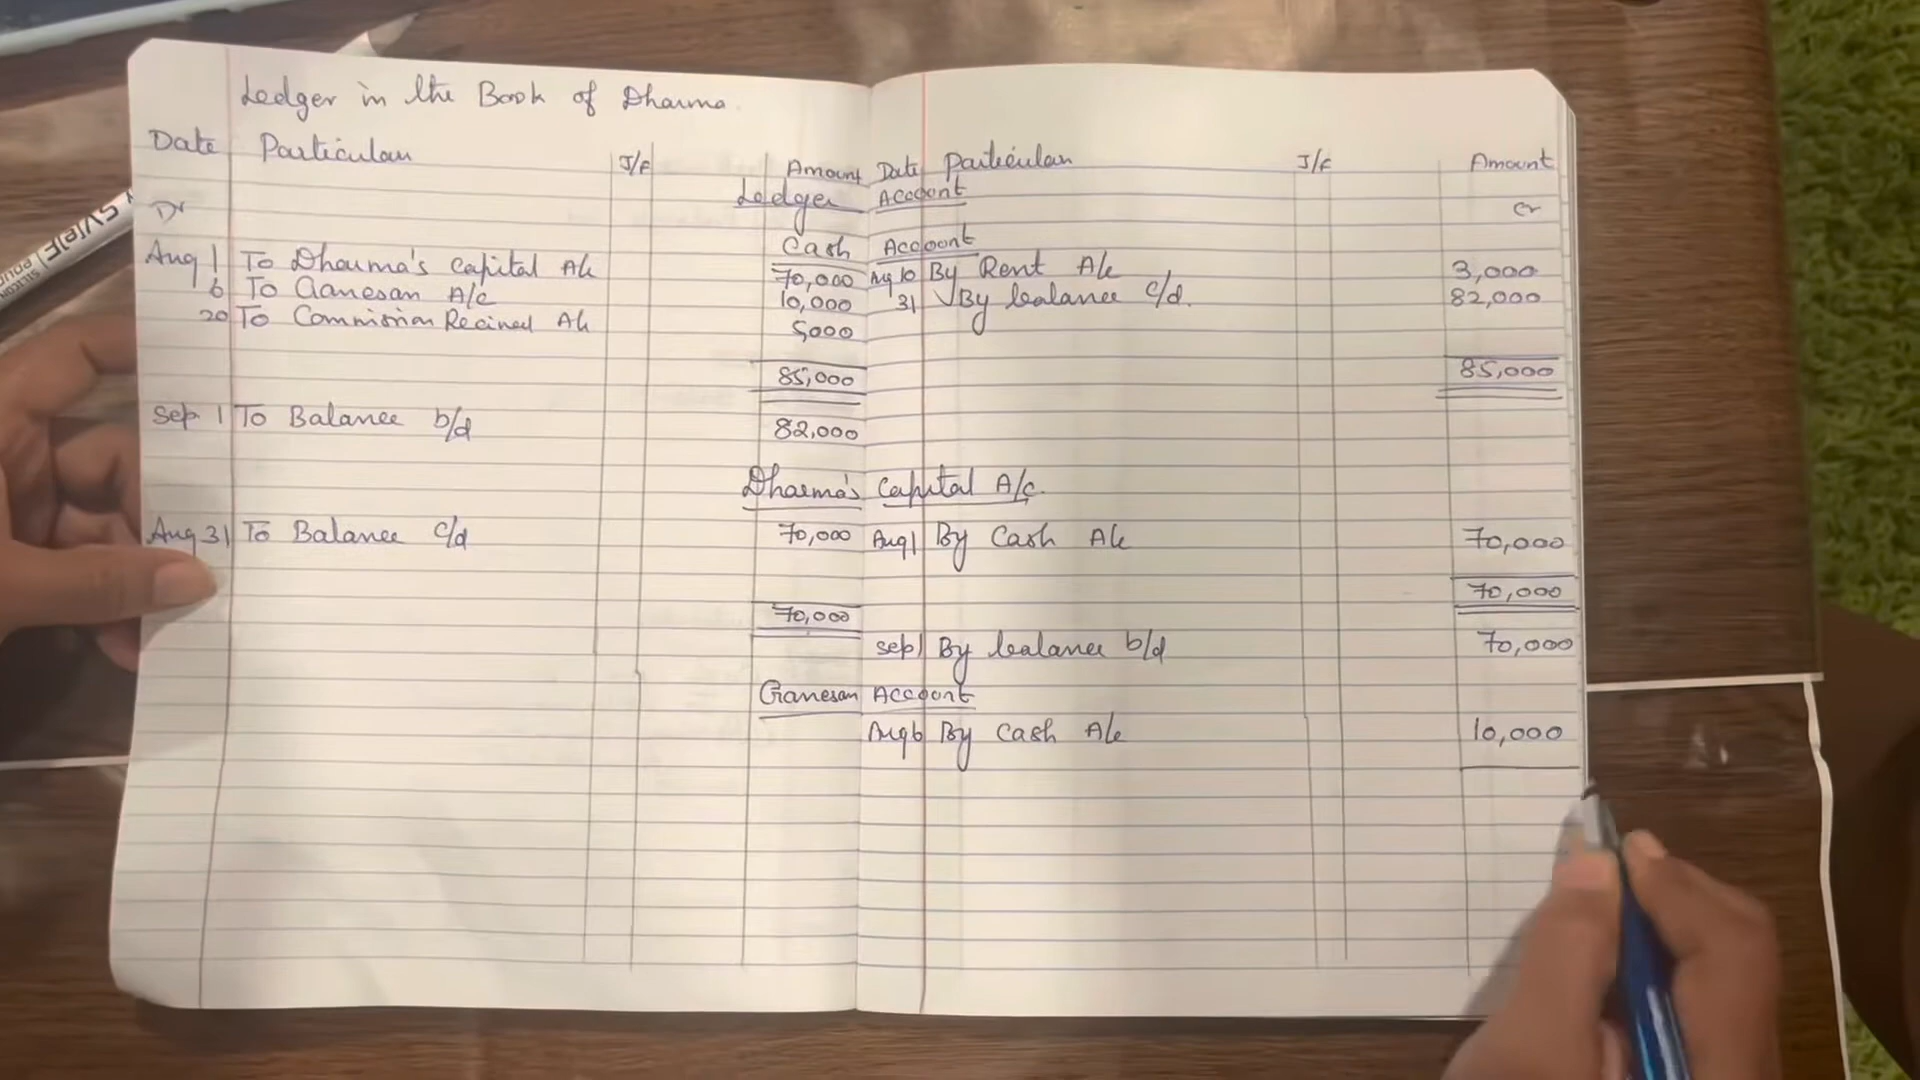 Ledger in the Book of Dharma.
Date Particulars J/F Amount Date Particulars J/F Amount
Ledger Account
Dr Cr
Cash Account
Aug 1 To Dharma's Capital A/c 70,000 Aug 10 By Rent A/c 3,000
6 To Ganesan A/c 10,000 31 By balance c/d. 82,000
20 To Commission Recived A/c 5,000
85,000 85,000
Sep 1 To Balance b/d 82,000
Dharma's Capital A/c.
Aug 31 To Balance c/d 70,000 Aug 1 By Cash A/c 70,000
70,000 70,000
Sep 1 By balance b/d 70,000
Ganesan Account
Aug 6 By Cash A/c 10,000